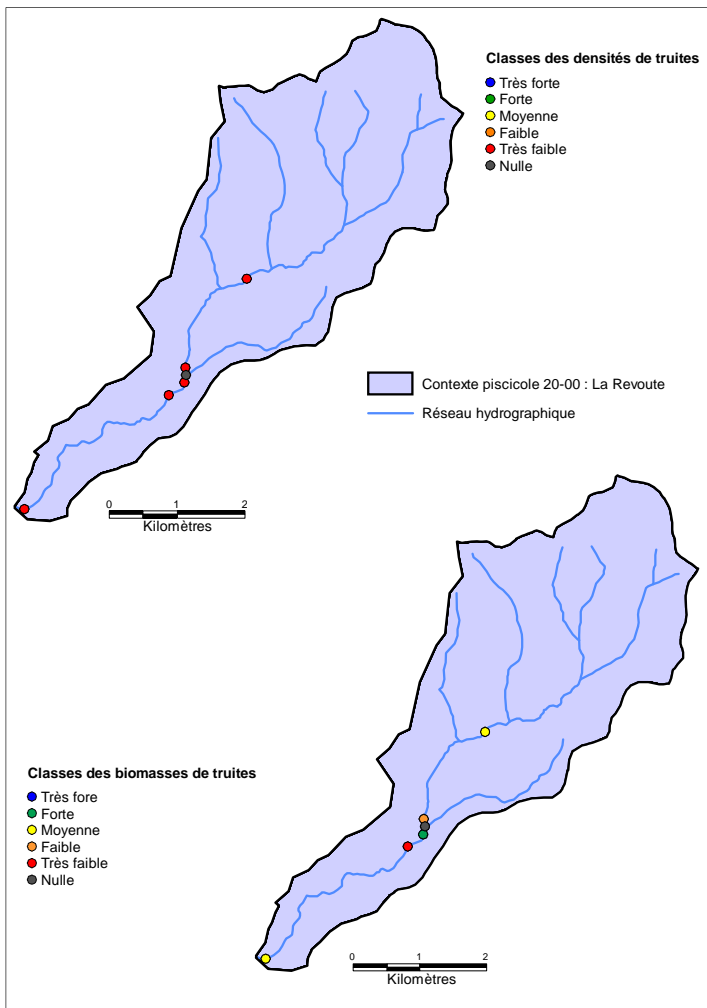 Classes des densités de truites
Très forte
Forte
Moyenne
Faible
Très faible
Nulle
Contexte piscicole 20-00 : La Revoute
Réseau hydrographique
0 1 2
Kilomètres
Classes des biomasses de truites
Très fore
Forte
Moyenne
Faible
Très faible
Nulle
0 1 2
Kilomètres